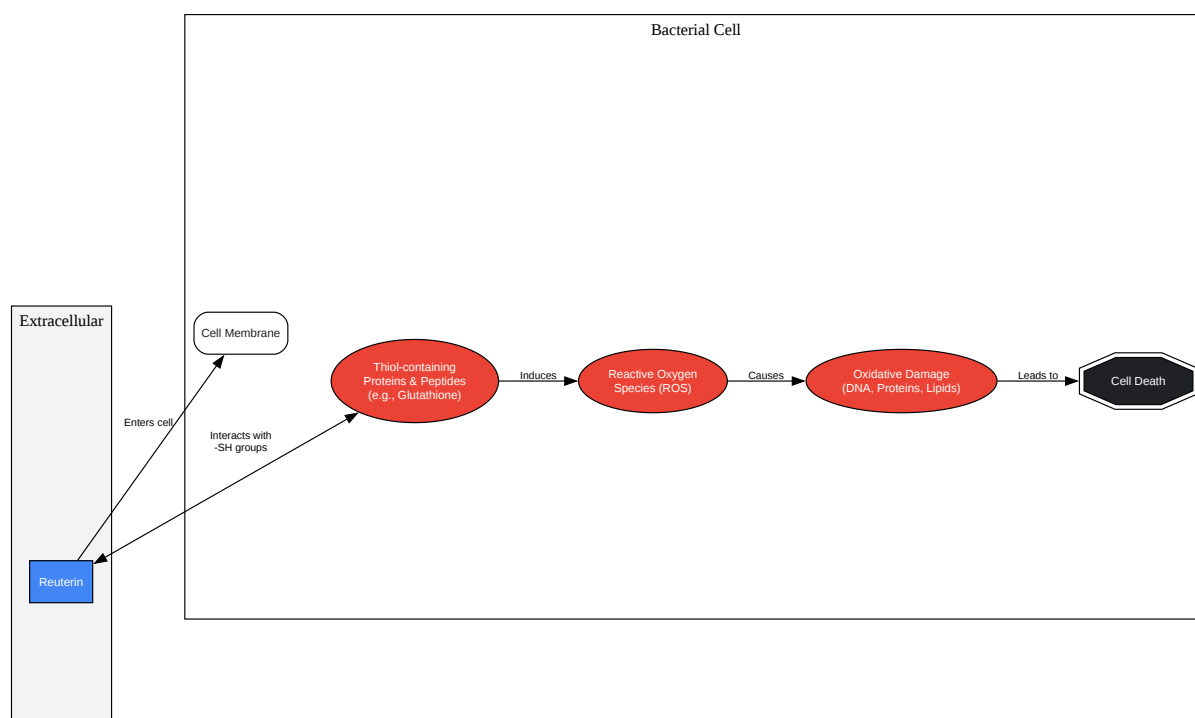 Bacterial Cell
Extracellular
Cell Membrane
Thiol-containing
Proteins & Peptides
(e.g., Glutathione)
Induces
Reactive Oxygen
Species (ROS)
Causes
Oxidative Damage
(DNA, Proteins, Lipids)
Leads to
Cell Death
Enters cell
Interacts with
-SH groups
Reuterin